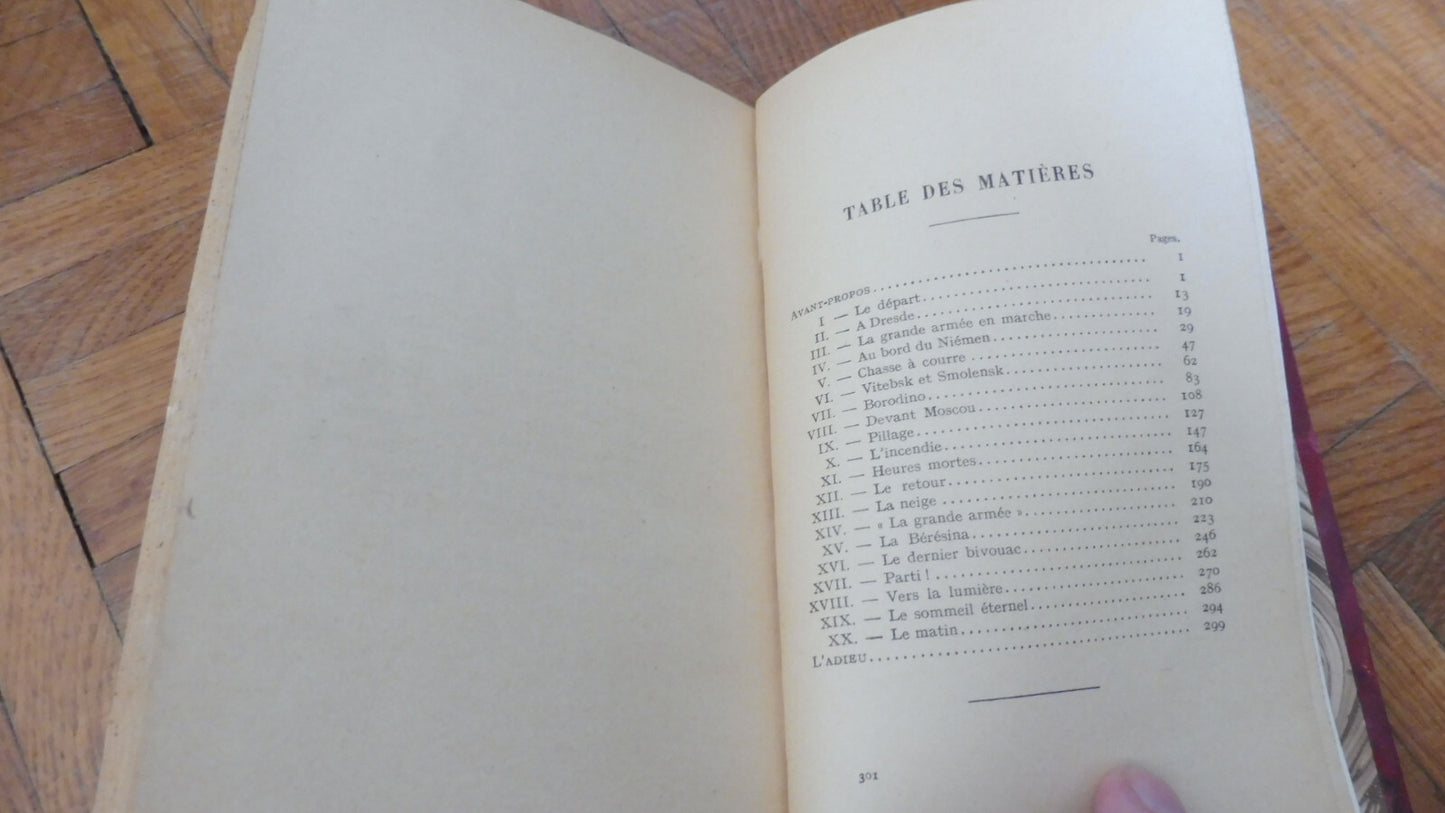 TABLE DES MATIÈRES
Pages.
AVANT-PROPOS.................... I
I — Le départ.................... 1
II. — A Dresde.................... 13
III. — La grande armée en marche.................... 19
IV. — Au bord du Niémen.................... 29
V. — Chasse à courre.................... 47
VI. — Vitebsk et Smolensk.................... 62
VII. — Borodino.................... 83
VIII. — Devant Moscou.................... 108
IX. — Pillage.................... 127
X. — L'incendie.................... 147
XI. — Heures mortes.................... 164
XII. — Le retour.................... 175
XIII. — La neige.................... 190
XIV. — « La grande armée ».................... 210
XV. — La Bérésina.................... 223
XVI. — Le dernier bivouac.................... 246
XVII. — Parti!.................... 262
XVIII. — Vers la lumière.................... 270
XIX. — Le sommeil éternel.................... 286
XX. — Le matin.................... 294
L'ADIEU.................... 299
301